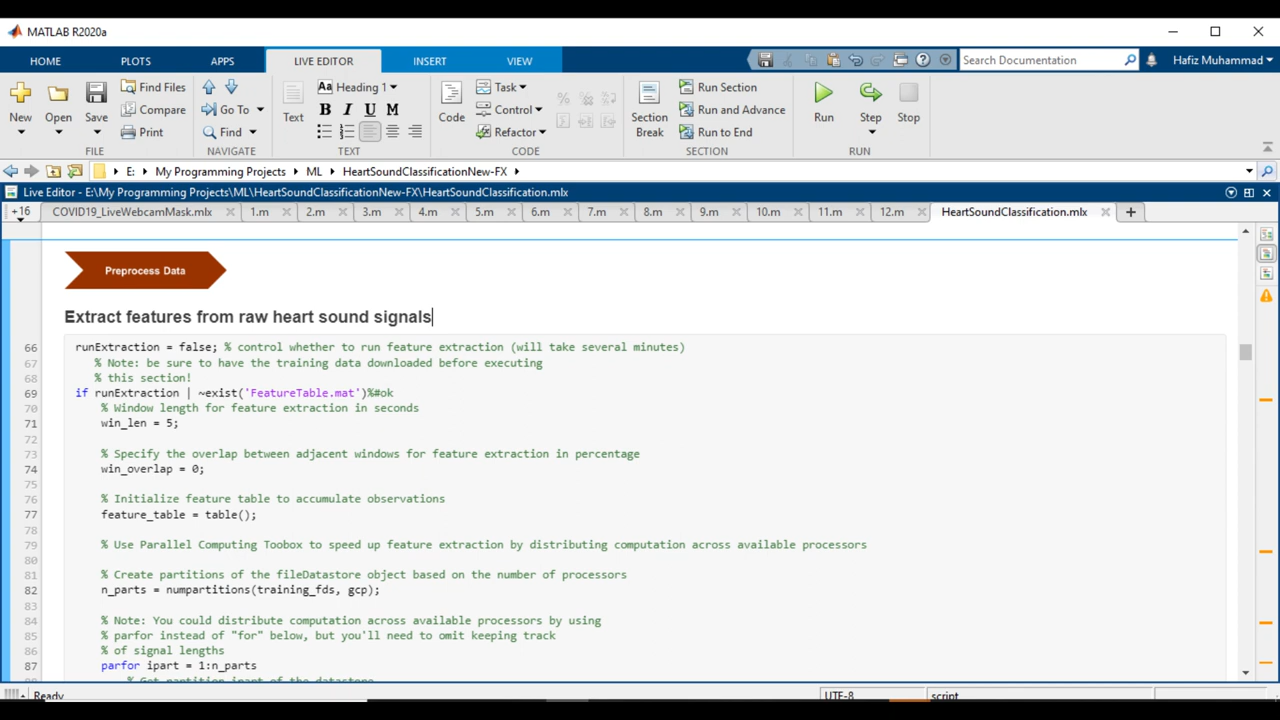 MATLAB R2020a
HOME PLOTS APPS LIVE EDITOR INSERT VIEW Search Documentation Hafiz Muhammad
New Open Save Find Files Compare Print Go To Find Text Aa Heading 1 B I U M Code Task Control Refactor Section Break Run Section Run and Advance Run to End Run Step Stop
FILE NAVIGATE TEXT CODE SECTION RUN
E: My Programming Projects ML HeartSoundClassificationNew-FX
Live Editor - E:\My Programming Projects\ML\HeartSoundClassificationNew-FX\HeartSoundClassification.mlx
+16 COVID19_LiveWebcamMask.mlx 1.m 2.m 3.m 4.m 5.m 6.m 7.m 8.m 9.m 10.m 11.m 12.m HeartSoundClassification.mlx
Preprocess Data
Extract features from raw heart sound signals
66 runExtraction = false; % control whether to run feature extraction (will take several minutes)
67 % Note: be sure to have the training data downloaded before executing
68 % this section!
69 if runExtraction | ~exist('FeatureTable.mat')%#ok
70 % Window length for feature extraction in seconds
71 win_len = 5;
72
73 % Specify the overlap between adjacent windows for feature extraction in percentage
74 win_overlap = 0;
75
76 % Initialize feature table to accumulate observations
77 feature_table = table();
78
79 % Use Parallel Computing Toobox to speed up feature extraction by distributing computation across available processors
80
81 % Create partitions of the fileDatastore object based on the number of processors
82 n_parts = numpartitions(training_fds, gcp);
83
84 % Note: You could distribute computation across available processors by using
85 % parfor instead of "for" below, but you'll need to omit keeping track
86 % of signal lengths
87 parfor ipart = 1:n_parts
% Get partition ipart of the datastore
Ready UTF-8 script